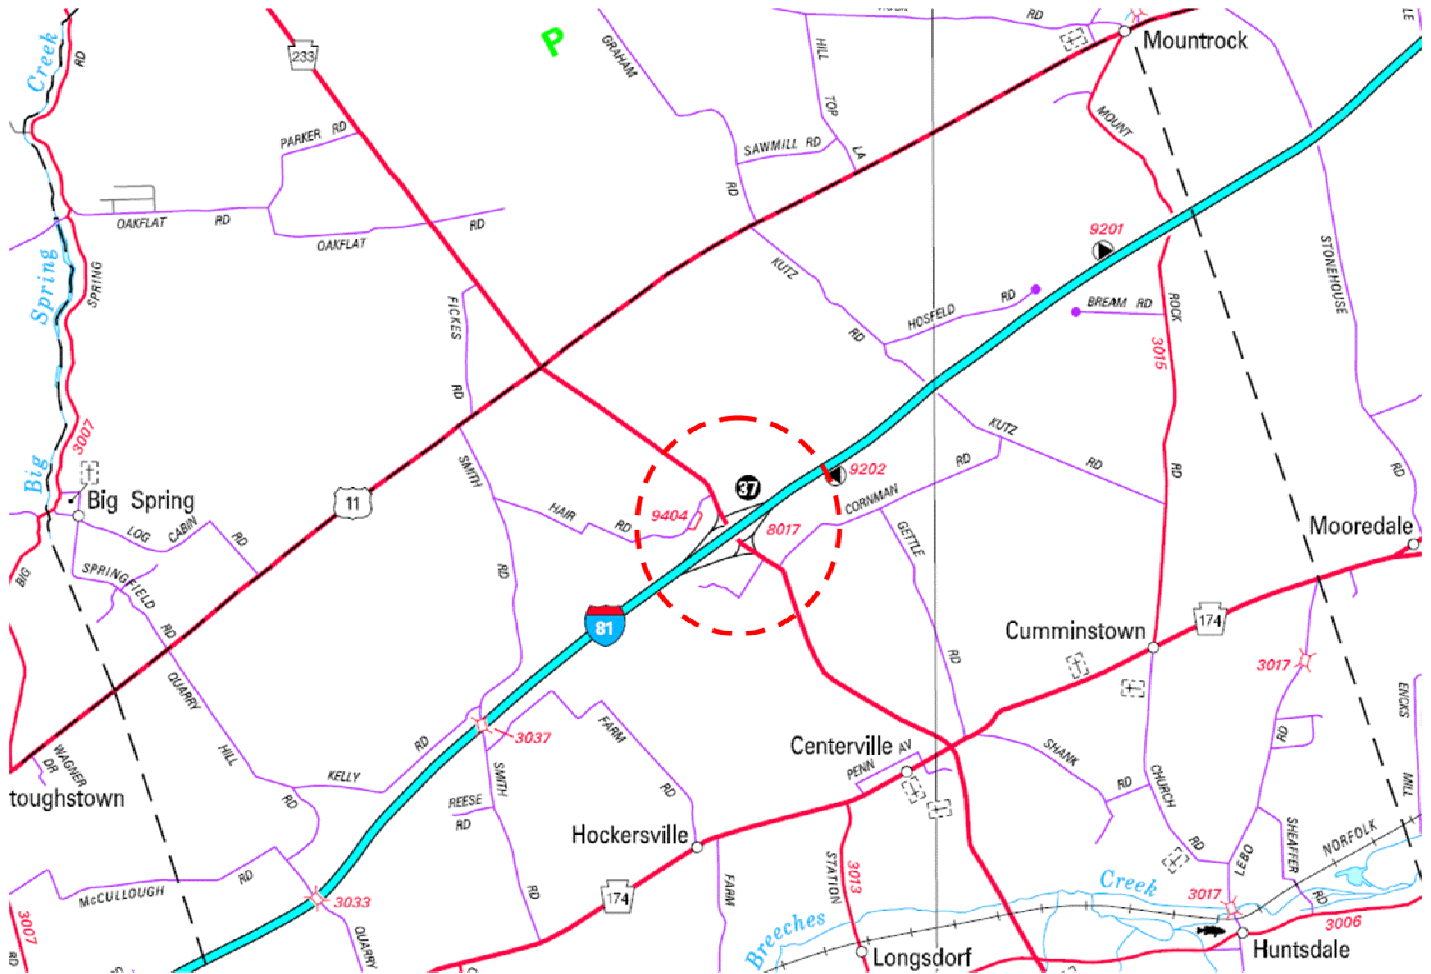 Creek
RD
233
P
GRAHAM
HILL
TOP
LA
RD
Mountrock
LE
PARKER RD
SAWMILL RD
RD
MOUNT
OAKFLAT RD
OAKFLAT
RD
Spring
SPRING
KUTZ
RD
9201
HOSFELD RD
BREAM RD
ROCK
3015
RD
STONEHOUSE
RD
FICKES
RD
3007
Big
Big Spring
11
SMITH
RD
HAIR RD
9404
37
9202
8017
CORNMAN RD
KUTZ
RD
GETTLE
RD
Mooredale
LOG CABIN RD
BIG
SPRINGFIELD
RD
81
Cumminstown
174
3017
QUARRY
HILL
RD
ENCKS
MILL
WAGNER
DR
toughstown
KELLY
RD
3037
FARM
RD
SMITH
RD
REESE
RD
Centerville
PENN AV
SHANK
RD
CHURCH
RD
RD
Hockersville
LEBO
SHEAFFER
RD
NORFOLK
McCULLOUGH RD
3033
QUARRY
3007
RD
174
FARM
STATION
3013
Breeches
Creek
3017
3006
Longsdorf
Huntsdale